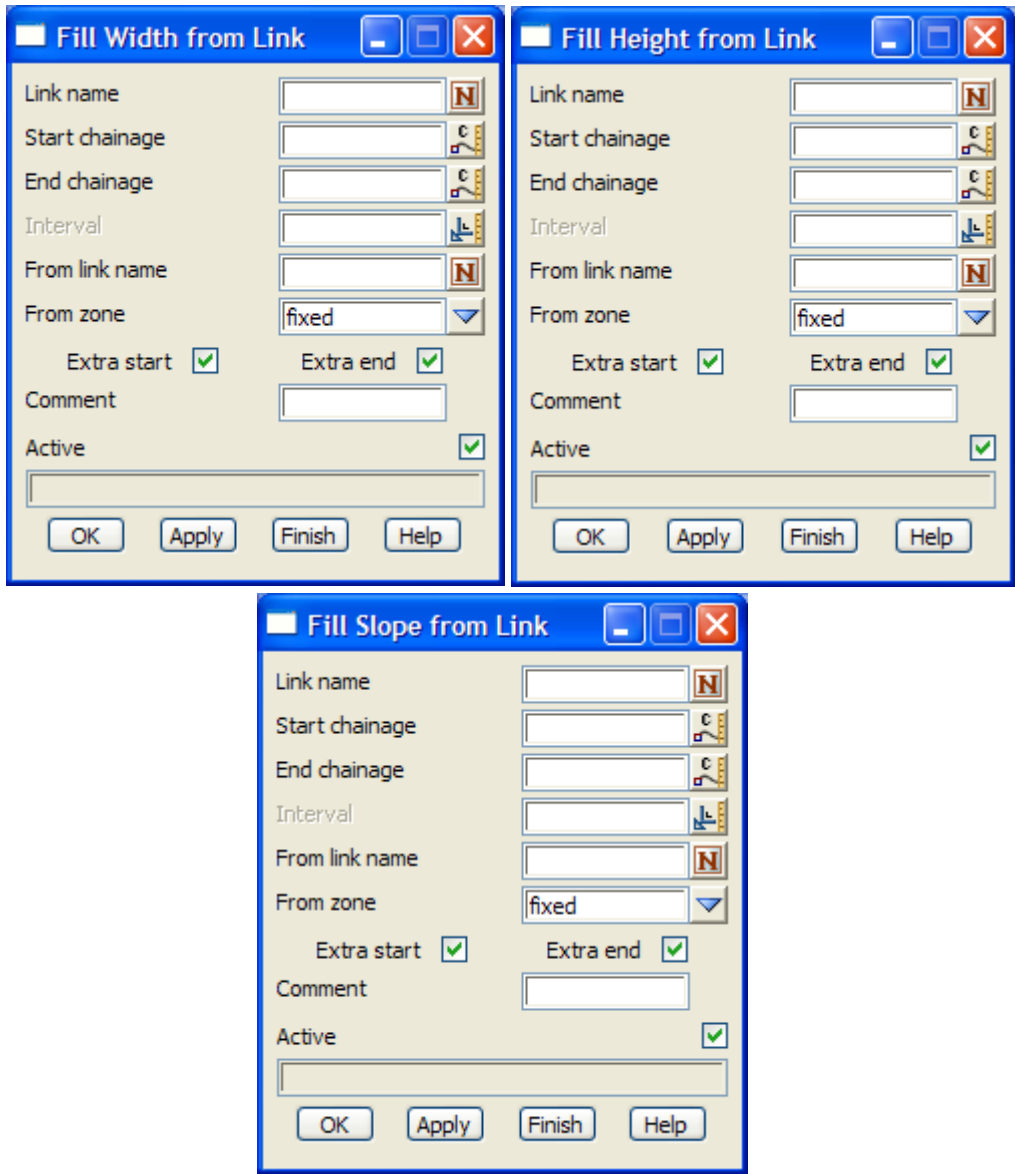 Fill Width from Link
Link name N
Start chainage C
End chainage C
Interval
From link name N
From zone fixed
Extra start Extra end
Comment
Active
OK Apply Finish Help
Fill Height from Link
Link name N
Start chainage C
End chainage C
Interval
From link name N
From zone fixed
Extra start Extra end
Comment
Active
OK Apply Finish Help
Fill Slope from Link
Link name N
Start chainage C
End chainage C
Interval
From link name N
From zone fixed
Extra start Extra end
Comment
Active
OK Apply Finish Help